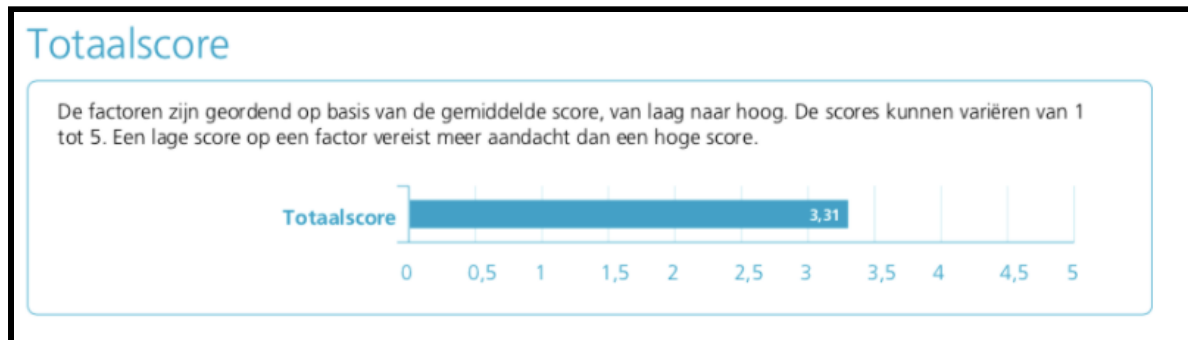 Totaalscore
De factoren zijn geordend op basis van de gemiddelde score, van laag naar hoog. De scores kunnen variëren van 1
tot 5. Een lage score op een factor vereist meer aandacht dan een hoge score.
Totaalscore 3,31
0 0,5 1 1,5 2 2,5 3 3,5 4 4,5 5